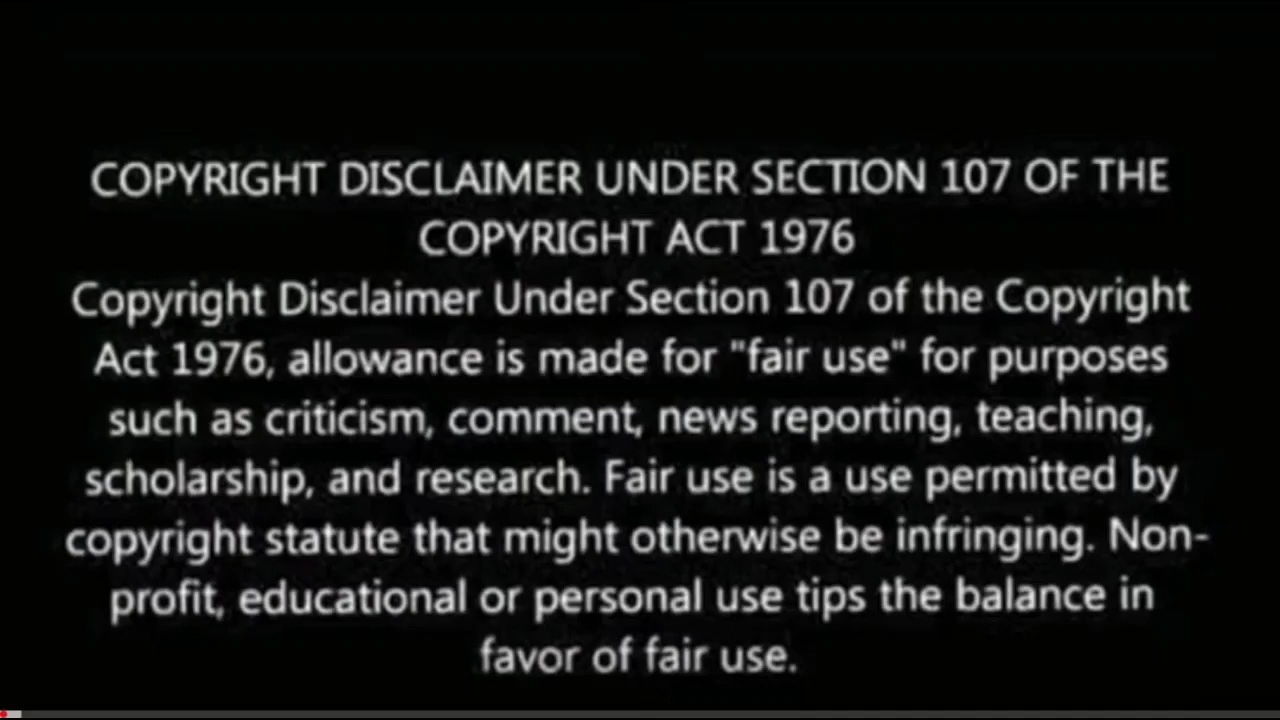 COPYRIGHT DISCLAIMER UNDER SECTION 107 OF THE
COPYRIGHT ACT 1976
Copyright Disclaimer Under Section 107 of the Copyright
Act 1976, allowance is made for "fair use" for purposes
such as criticism, comment, news reporting, teaching,
scholarship, and research. Fair use is a use permitted by
copyright statute that might otherwise be infringing. Non-
profit, educational or personal use tips the balance in
favor of fair use.